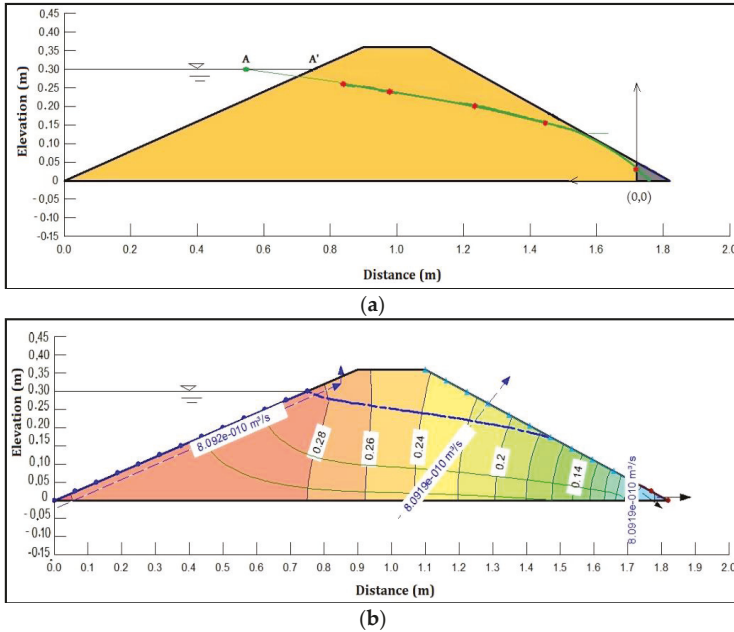 0,45
0.40
0,35
0.30
0,25
0.20
0,15
0.10
0,05
0
- 0,05
- 0.10
-0.15
Elevation (m)
A
A'
(0,0)
0.0 0.2 0.4 0.6 0.8 1.0 1.2 1.4 1.6 1.8 2.0
Distance (m)
(a)
0,45
0.40
0,35
0.30
0,25
0.20
0,15
0.10
0,05
0
-0,05
-0.10
-0.15
Elevation (m)
8.092e-010 m³/s
0.28
0.26
0.24
8.0919e-010 m³/s
0.2
0.14
8.0919e-010 m³/s
0.0 0.1 0.2 0.3 0.4 0.5 0.6 0.7 0.8 0.9 1.0 1.1 1.2 1.3 1.4 1.5 1.6 1.7 1.8 1.9 2.0
Distance (m)
(b)